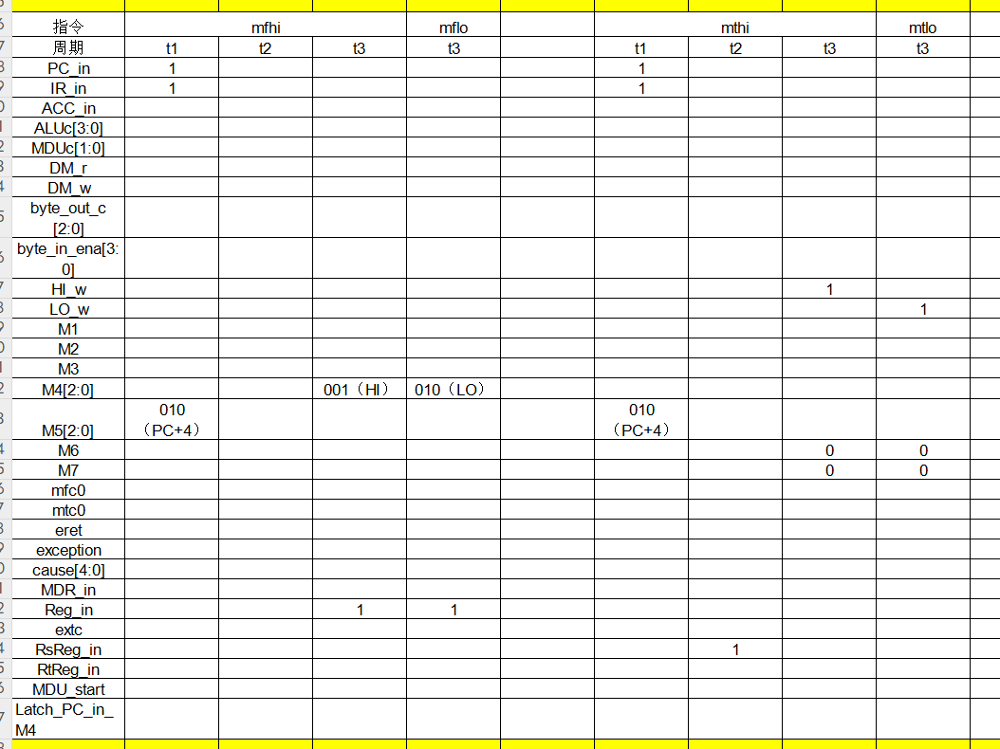 指令 mfhi mflo mthi mtlo
周期 t1 t2 t3 t3 t1 t2 t3 t3
PC_in 1 1
IR_in 1 1
ACC_in
ALUc[3:0]
MDUc[1:0]
DM_r
DM_w
byte_out_c
[2:0]
byte_in_ena[3:
0]
HI_w 1
LO_w 1
M1
M2
M3
M4[2:0] 001（HI） 010（LO）
010 010
M5[2:0] （PC+4） （PC+4）
M6 0 0
M7 0 0
mfc0
mtc0
eret
exception
cause[4:0]
MDR_in
Reg_in 1 1
extc
RsReg_in 1
RtReg_in
MDU_start
Latch_PC_in_
M4